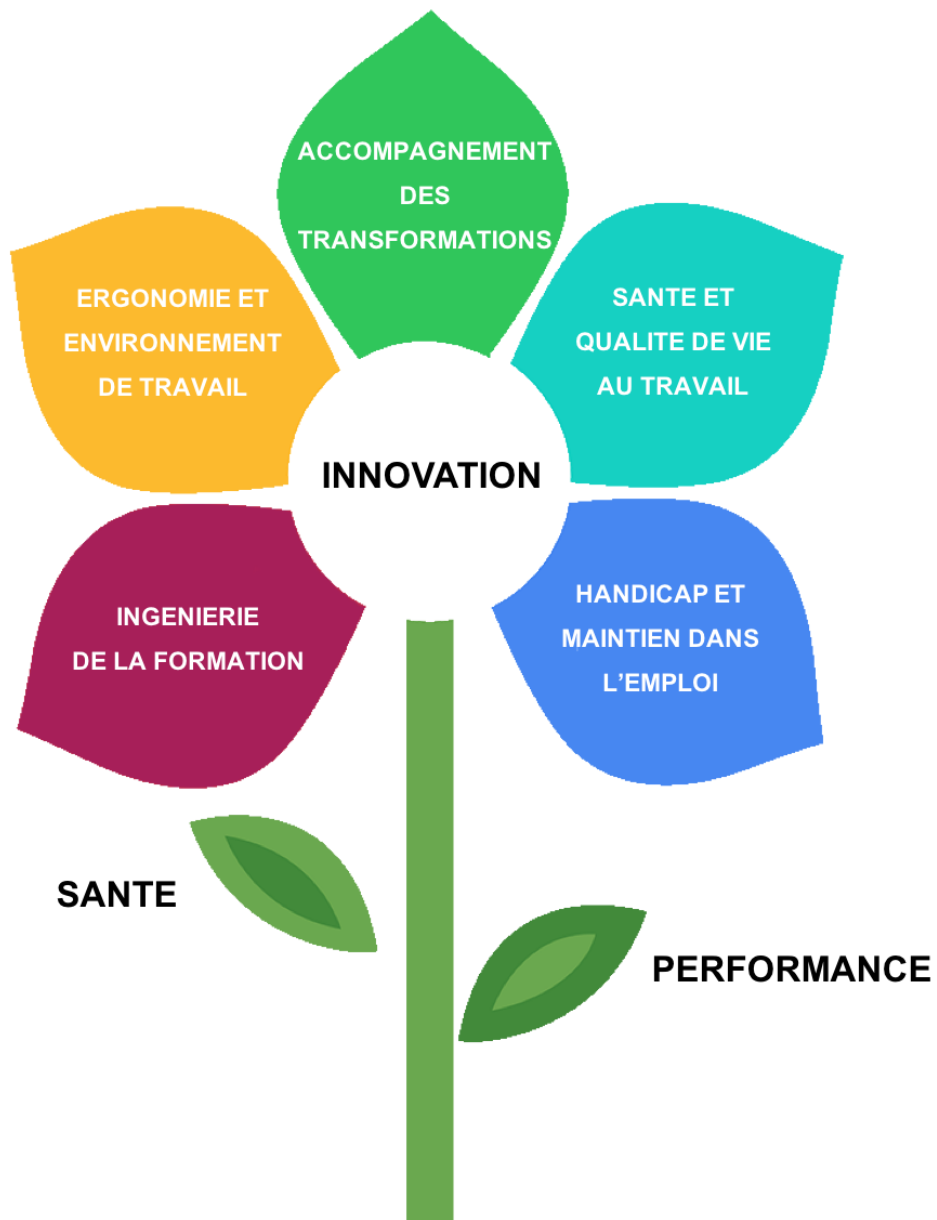 ACCOMPAGNEMENT
DES
TRANSFORMATIONS
ERGONOMIE ET
ENVIRONNEMENT
DE TRAVAIL
SANTE ET
QUALITE DE VIE
AU TRAVAIL
INNOVATION
INGENIERIE
DE LA FORMATION
HANDICAP ET
MAINTIEN DANS
L’EMPLOI
SANTE
PERFORMANCE